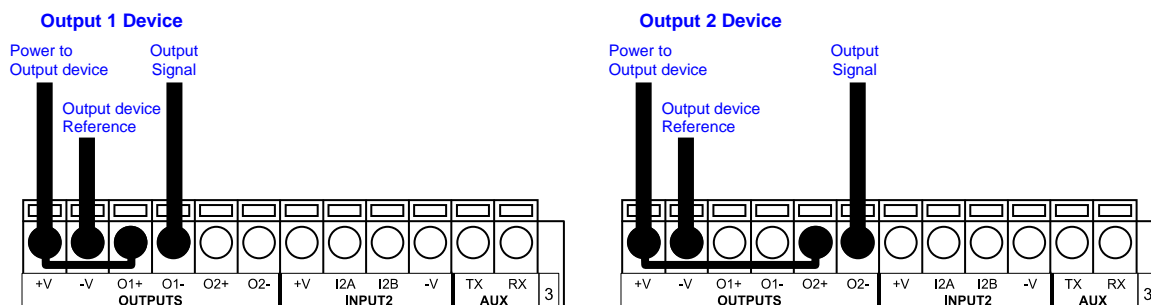 Output 1 Device
Power to
Output device
Output
Signal
Output device
Reference
+V -V O1+ O1- O2+ O2- +V I2A I2B -V TX RX 3
OUTPUTS INPUT2 AUX
Output 2 Device
Power to
Output device
Output
Signal
Output device
Reference
+V -V O1+ O1- O2+ O2- +V I2A I2B -V TX RX 3
OUTPUTS INPUT2 AUX